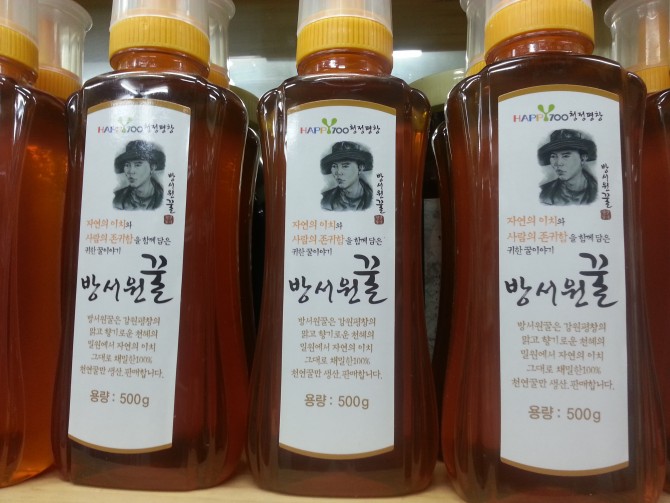 HAPPY700청정평창
방서원꿀
자연의 이치와
사람의 존귀함을 함께 담은
귀한 꿀이야기
방서원꿀
방서원꿀은 강원평창의
맑고 향기로운 천혜의
밀원에서 자연의 이치
그대로 채밀한100%
천연꿀만 생산.판매합니다.
용량 : 500g
HAPPY700청정평창
방서원꿀
자연의 이치와
사람의 존귀함을 함께 담은
귀한 꿀이야기
방서원꿀
방서원꿀은 강원평창의
맑고 향기로운 천혜의
밀원에서 자연의 이치
그대로 채밀한100%
천연꿀만 생산.판매합니다.
용량 : 500g
HAPPY700청정평창
방서원꿀
자연의 이치와
사람의 존귀함을 함께 담은
귀한 꿀이야기
방서원꿀
방서원꿀은 강원평창의
맑고 향기로운 천혜의
밀원에서 자연의 이치
그대로 채밀한100%
천연꿀만 생산.판매합니다.
용량 : 500g